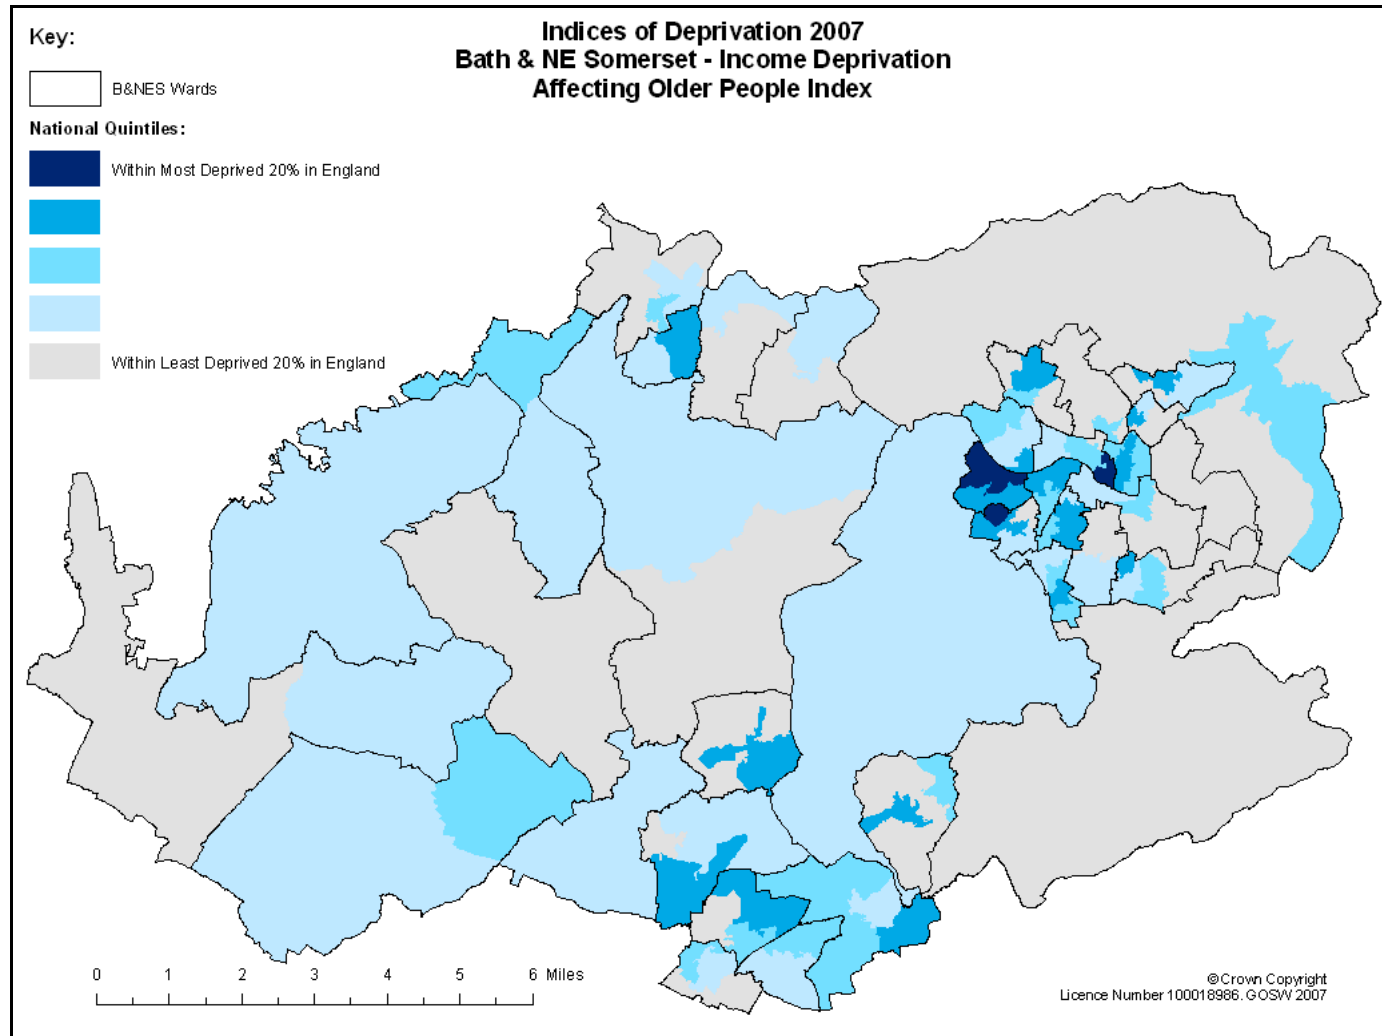 Indices of Deprivation 2007
Bath & NE Somerset - Income Deprivation
Affecting Older People Index
Key:
B&NES Wards
National Quintiles:
Within Most Deprived 20% in England
Within Least Deprived 20% in England
0 1 2 3 4 5 6 Miles
©Crown Copyright
Licence Number 100018986. GOSW 2007